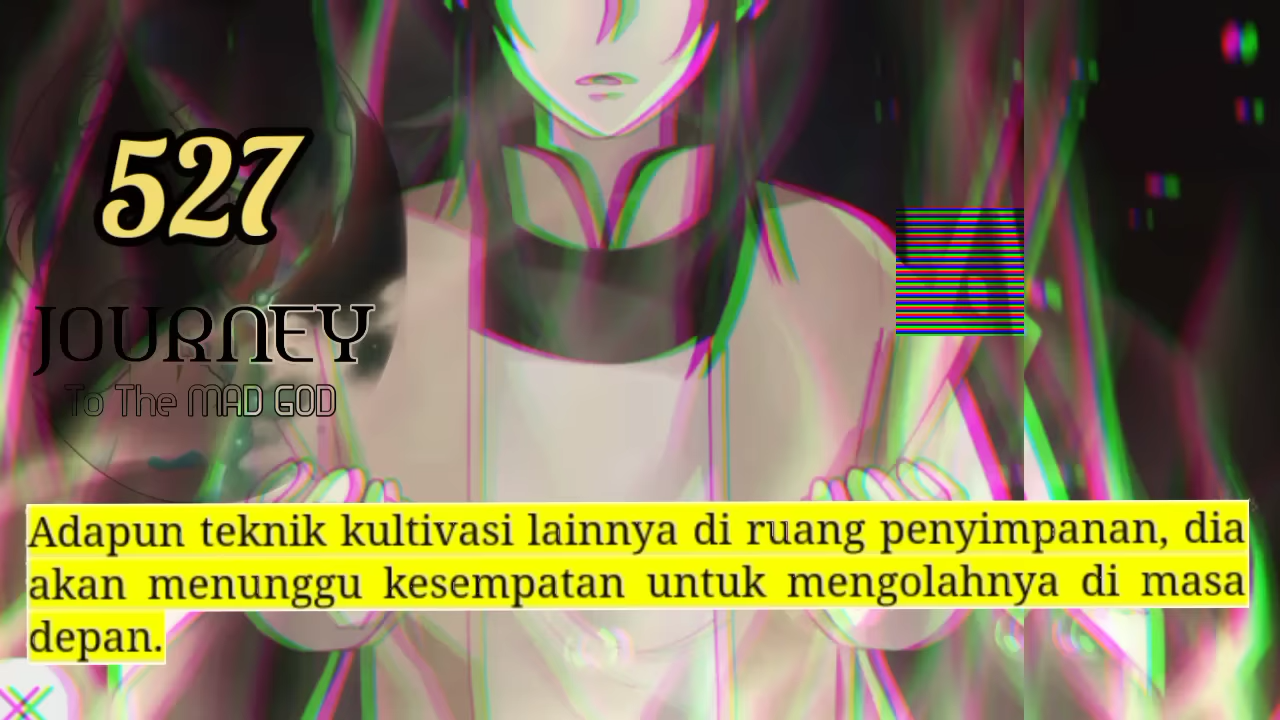 527
JOURNEY
To The MAD GOD
Adapun teknik kultivasi lainnya di ruang penyimpanan, dia
akan menunggu kesempatan untuk mengolahnya di masa
depan.